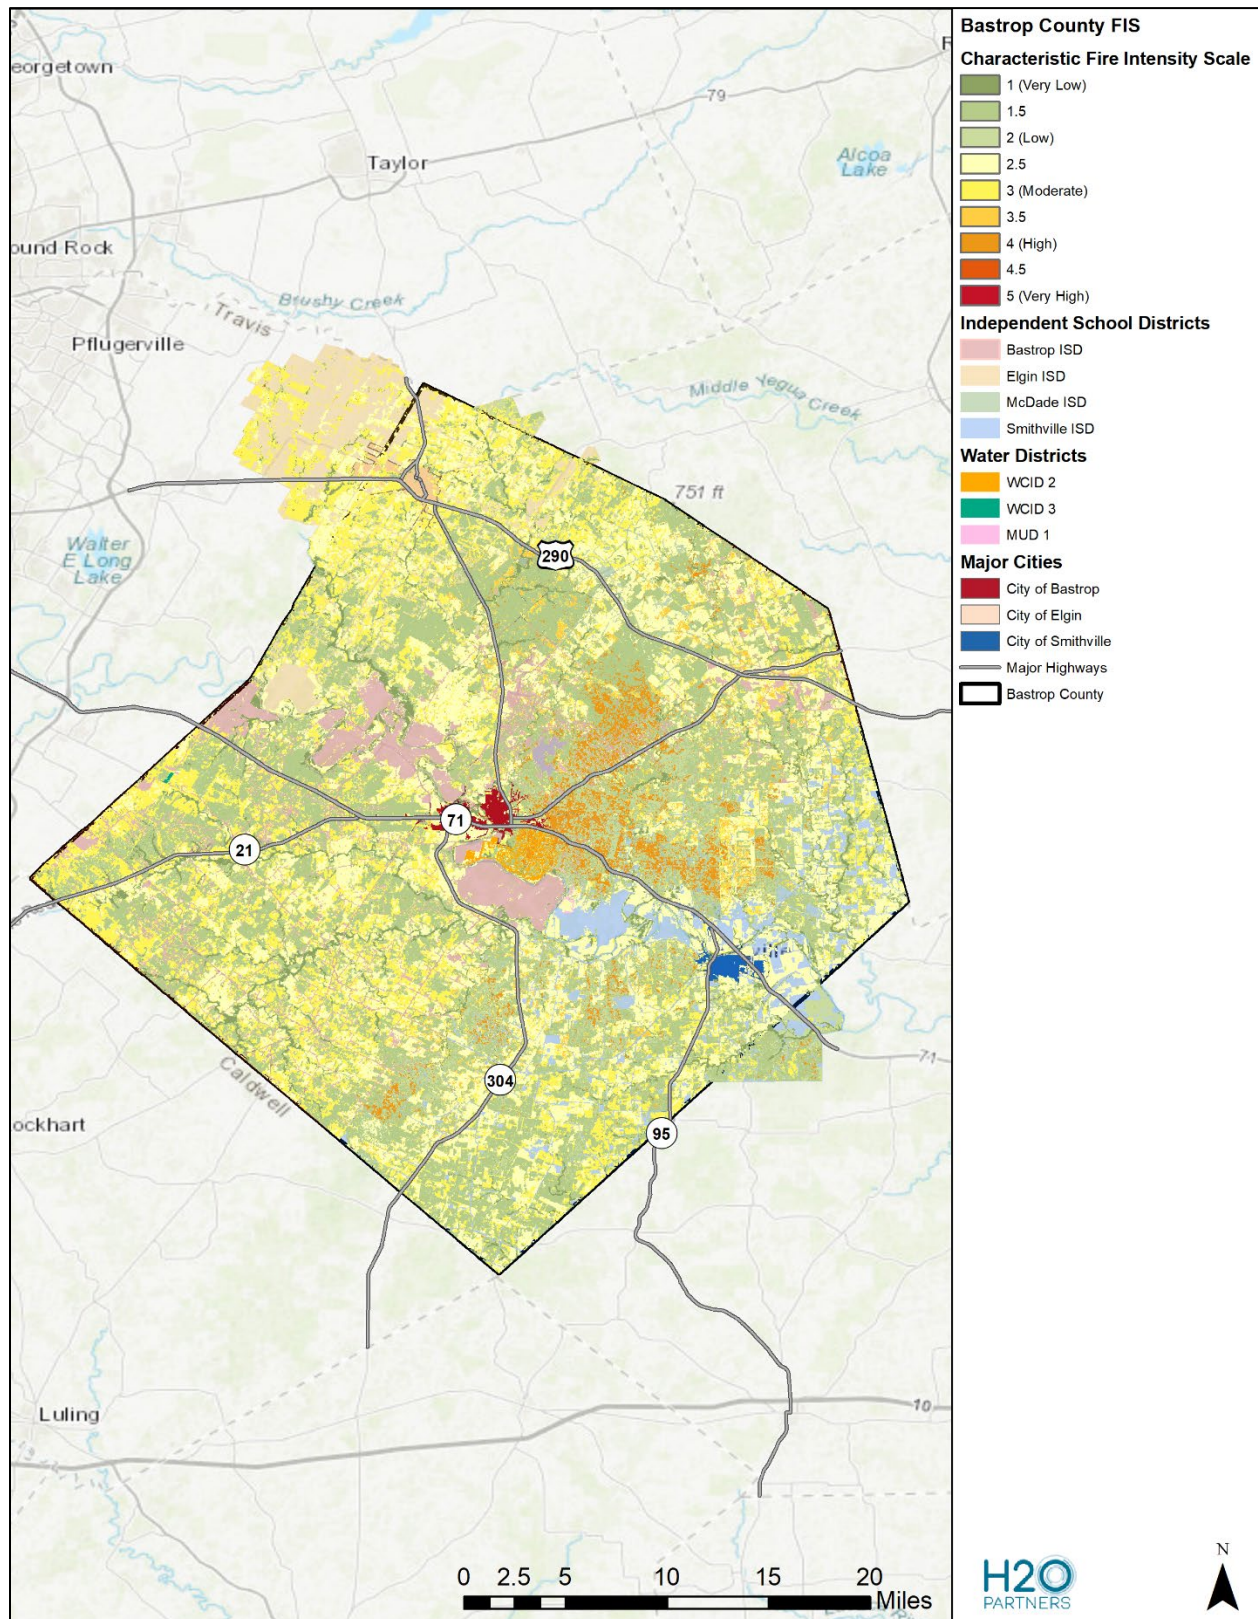 eorgetown
79
Taylor
Alcoa
Lake
ound Rock
Brushy Creek
Travis
Pflugerville
Middle Yegua Creek
751 ft
290
Walter
E Long
Lake
71
21
304
Caldwell
ockhart
95
71
Luling
10
0 2.5 5 10 15 20
Miles
Bastrop County FIS
Characteristic Fire Intensity Scale
1 (Very Low)
1.5
2 (Low)
2.5
3 (Moderate)
3.5
4 (High)
4.5
5 (Very High)
Independent School Districts
Bastrop ISD
Elgin ISD
McDade ISD
Smithville ISD
Water Districts
WCID 2
WCID 3
MUD 1
Major Cities
City of Bastrop
City of Elgin
City of Smithville
Major Highways
Bastrop County
H2O
PARTNERS
N